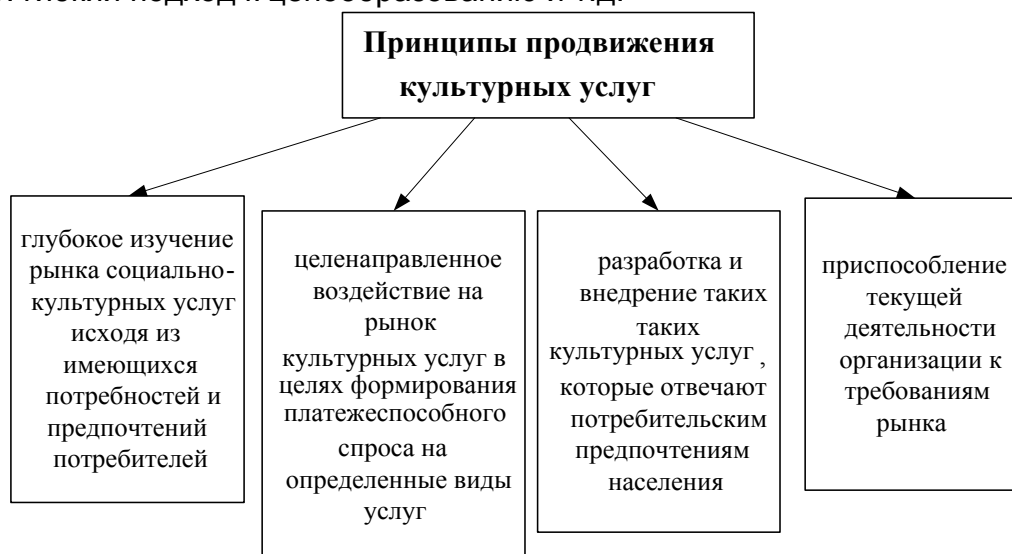 подход к ценообразованию и т.д.
Принципы продвижения
культурных услуг
глубокое изучение
рынка социально-
культурных услуг
исходя из
имеющихся
потребностей и
предпочтений
потребителей
целенаправленное
воздействие на
рынок
культурных услуг в
целях формирования
платежеспособного
спроса на
определенные виды
услуг
разработка и
внедрение таких
таких
культурных услуг ,
которые отвечают
потребительским
предпочтениям
населения
приспособление
текущей
деятельности
организации к
требованиям
рынка